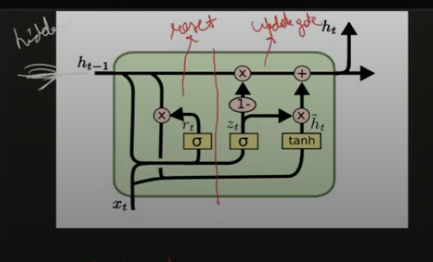 reset
update gate
hidden
h_t
h_{t-1}
x
+
1-
x
r_t
z_t
x
h̃_t
σ
σ
tanh
x_t